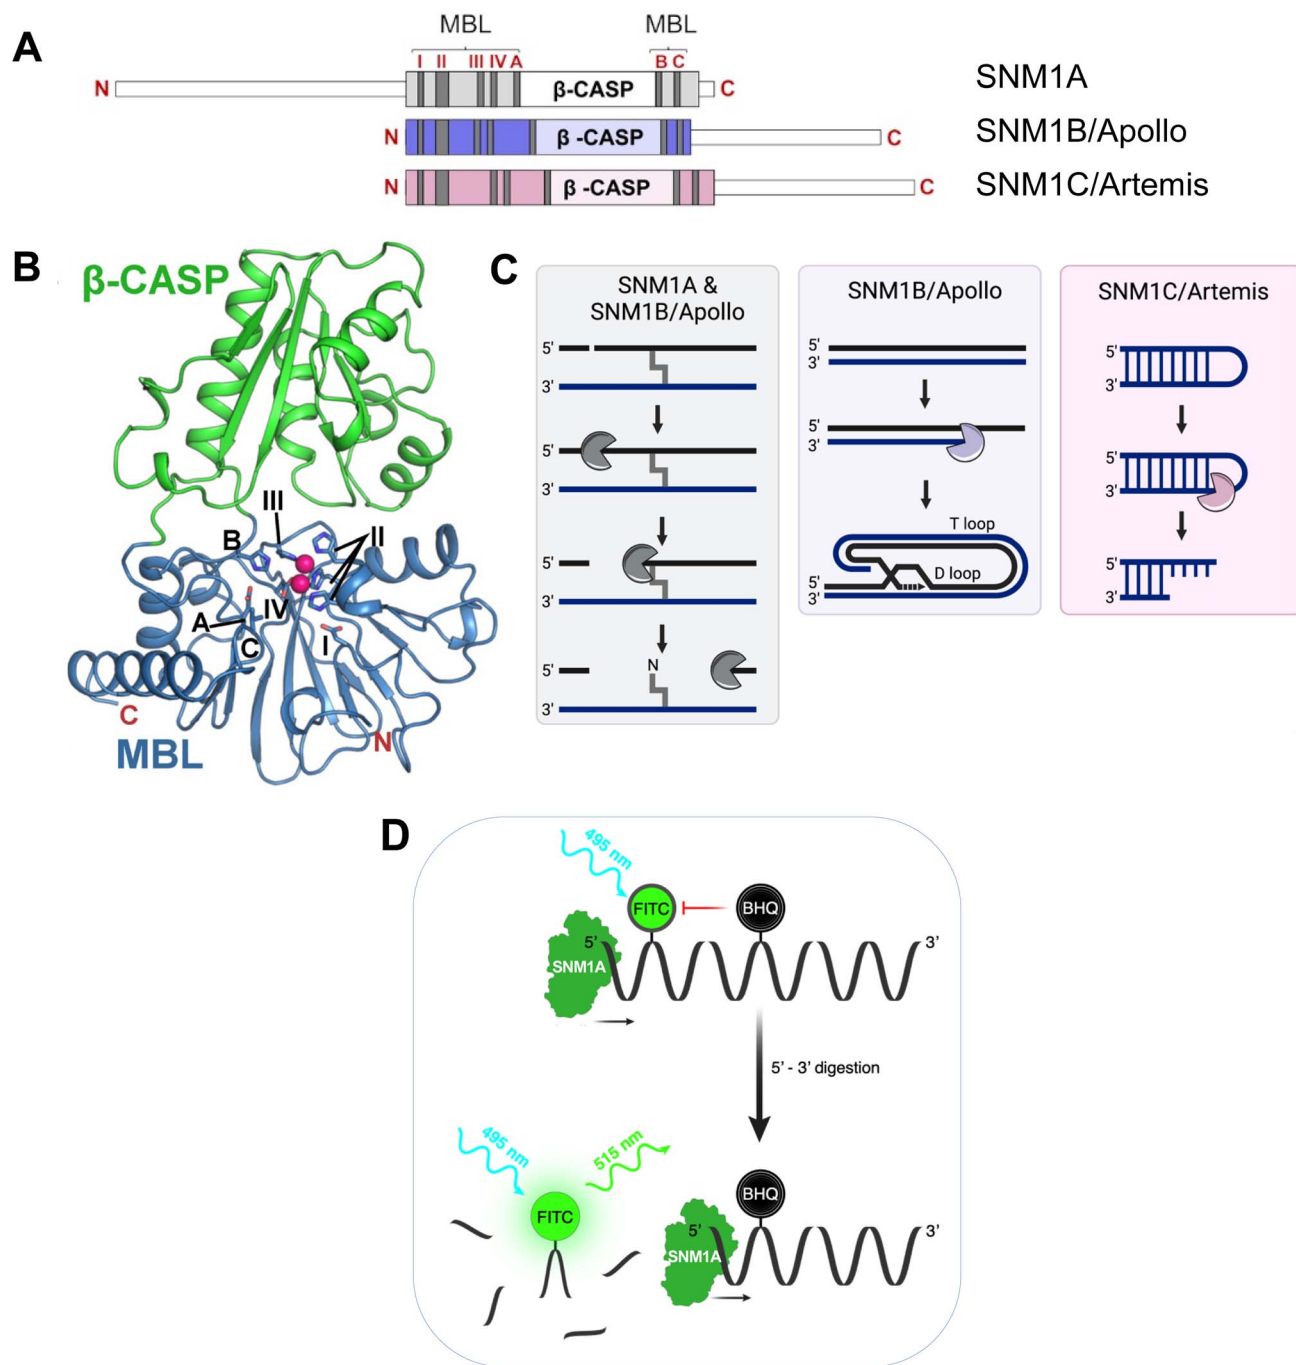 A
MBL
MBL
I II III IV A B C
N β-CASP C
SNM1A
N β -CASP C
SNM1B/Apollo
N β -CASP C
SNM1C/Artemis
B
β-CASP
III
B
II
IV
A
C
I
C
N
MBL
C
SNM1A &
SNM1B/Apollo
5'
3'
5'
3'
5'
3'
5'
N
3'
SNM1B/Apollo
5'
3'
5'
3'
T loop
D loop
5'
3'
SNM1C/Artemis
5'
3'
5'
3'
5'
3'
D
495 nm
FITC
BHQ
5’
3’
SNM1A
5’ - 3’ digestion
495 nm
515 nm
FITC
BHQ
5’
3’
SNM1A